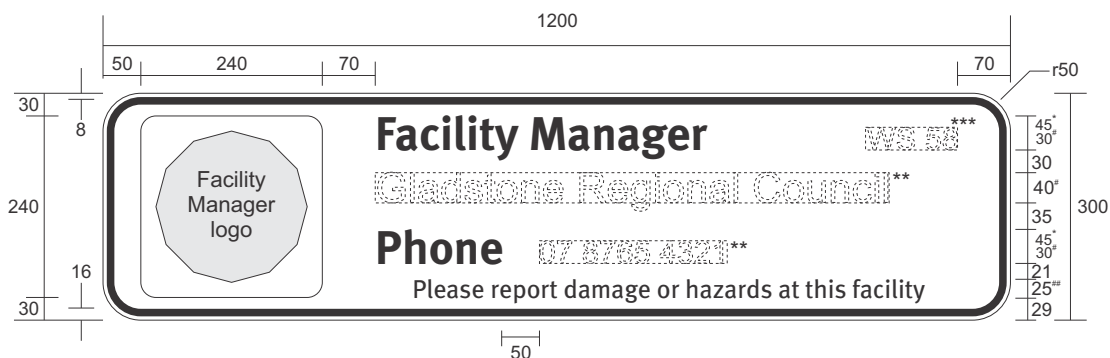 1200
50 240 70 70
r50
30
8
Facility Manager WS 58***
45*
30#
30
Facility
Manager
logo
Gladstone Regional Council**
40#
240
300
35
Phone 07 8765 4321**
45*
30#
16
21
Please report damage or hazards at this facility
25##
30
29
50